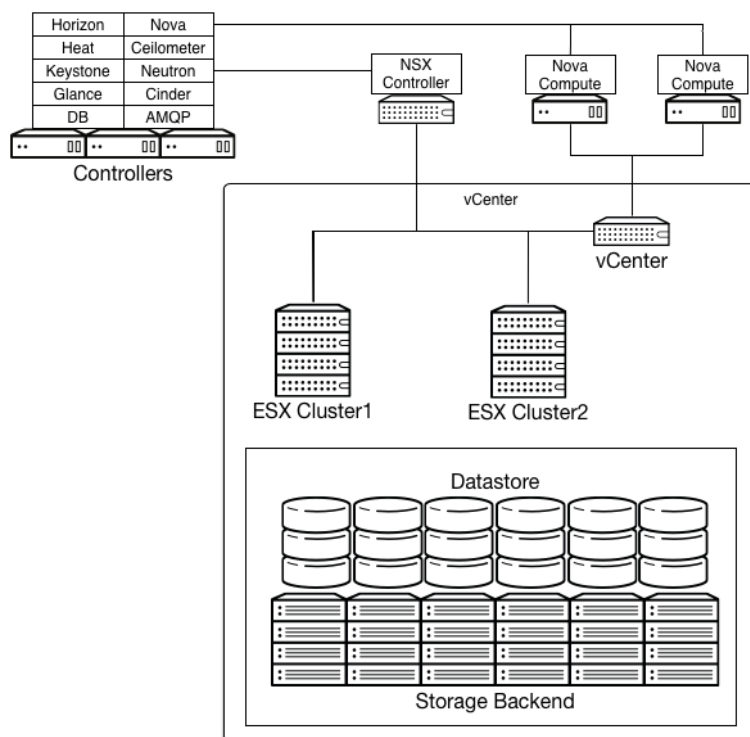 Horizon Nova
Heat Ceilometer
Keystone Neutron
Glance Cinder
DB AMQP
Controllers
NSX
Controller
Nova
Compute
Nova
Compute
vCenter
vCenter
ESX Cluster1
ESX Cluster2
Datastore
Storage Backend